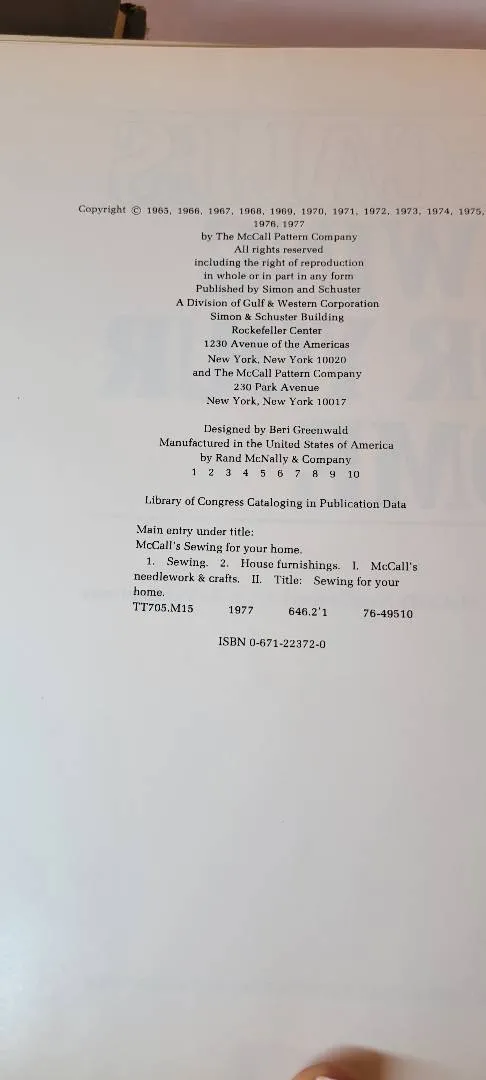 Copyright © 1965, 1966, 1967, 1968, 1969, 1970, 1971, 1972, 1973, 1974, 1975,
1976, 1977
by The McCall Pattern Company
All rights reserved
including the right of reproduction
in whole or in part in any form
Published by Simon and Schuster
A Division of Gulf & Western Corporation
Simon & Schuster Building
Rockefeller Center
1230 Avenue of the Americas
New York, New York 10020
and The McCall Pattern Company
230 Park Avenue
New York, New York 10017
Designed by Beri Greenwald
Manufactured in the United States of America
by Rand McNally & Company
1 2 3 4 5 6 7 8 9 10
Library of Congress Cataloging in Publication Data
Main entry under title:
McCall's Sewing for your home.
1. Sewing. 2. House furnishings. I. McCall's
needlework & crafts. II. Title: Sewing for your
home.
TT705.M15 1977 646.2'1 76-49510
ISBN 0-671-22372-0